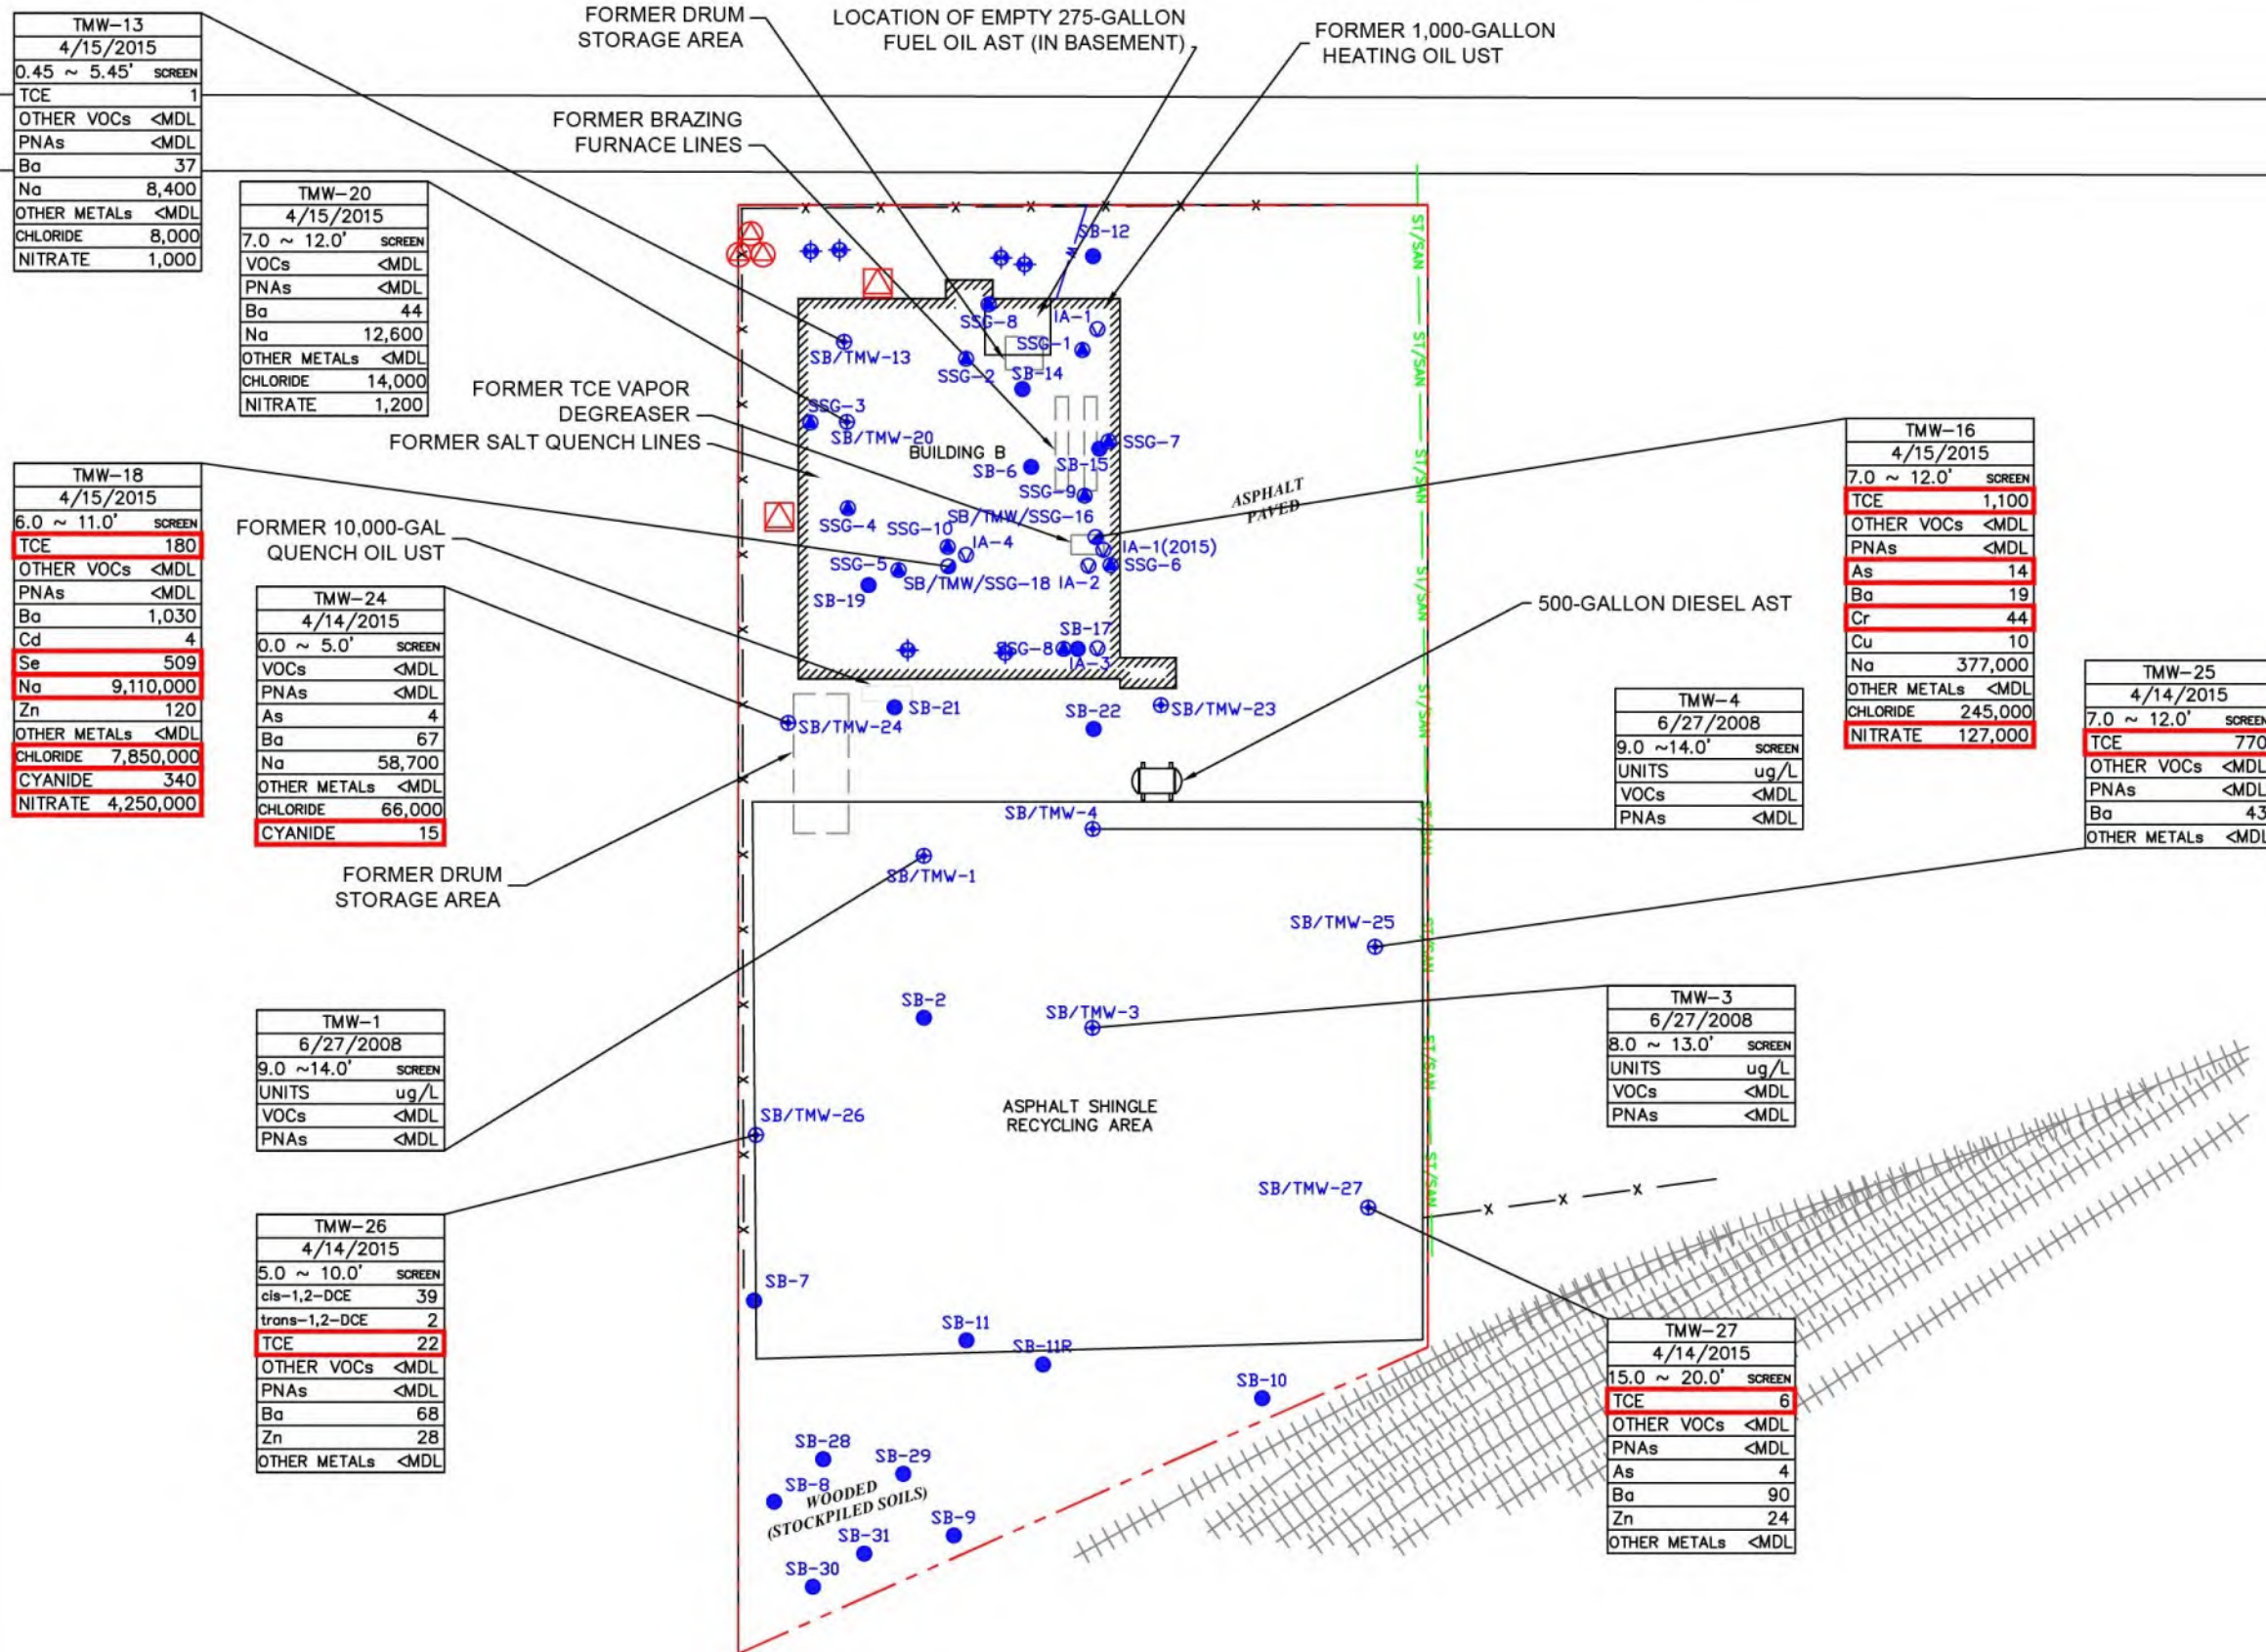 TMW-13
4/15/2015
0.45 ~ 5.45' SCREEN
TCE 1
OTHER VOCs <MDL
PNAs <MDL
Ba 37
Na 8,400
OTHER METALs <MDL
CHLORIDE 8,000
NITRATE 1,000
TMW-20
4/15/2015
7.0 ~ 12.0' SCREEN
VOCs <MDL
PNAs <MDL
Ba 44
Na 12,600
OTHER METALs <MDL
CHLORIDE 14,000
NITRATE 1,200
TMW-18
4/15/2015
6.0 ~ 11.0' SCREEN
TCE 180
OTHER VOCs <MDL
PNAs <MDL
Ba 1,030
Cd 4
Se 509
Na 9,110,000
Zn 120
OTHER METALs <MDL
CHLORIDE 7,850,000
CYANIDE 340
NITRATE 4,250,000
TMW-24
4/14/2015
0.0 ~ 5.0' SCREEN
VOCs <MDL
PNAs <MDL
As 4
Ba 67
Na 58,700
OTHER METALs <MDL
CHLORIDE 66,000
CYANIDE 15
TMW-1
6/27/2008
9.0 ~14.0' SCREEN
UNITS ug/L
VOCs <MDL
PNAs <MDL
TMW-26
4/14/2015
5.0 ~ 10.0' SCREEN
cis-1,2-DCE 39
trans-1,2-DCE 2
TCE 22
OTHER VOCs <MDL
PNAs <MDL
Ba 68
Zn 28
OTHER METALs <MDL
FORMER DRUM
STORAGE AREA
LOCATION OF EMPTY 275-GALLON
FUEL OIL AST (IN BASEMENT)
FORMER 1,000-GALLON
HEATING OIL UST
FORMER BRAZING
FURNACE LINES
FORMER TCE VAPOR
DEGREASER
FORMER SALT QUENCH LINES
FORMER 10,000-GAL
QUENCH OIL UST
FORMER DRUM
STORAGE AREA
500-GALLON DIESEL AST
SB-12
SSG-8
IA-1
SB/TMW-13
SSG-1
SSG-2
SB-14
SSG-3
SB/TMW-20
BUILDING B
SSG-7
SB-6
SB-15
SSG-9
SSG-4
SSG-10
SB/TMW/SSG-16
ASPHALT
PAVED
IA-4
IA-1(2015)
SSG-5
SB/TMW/SSG-18
IA-2
SSG-6
SB-19
SB-17
SSG-8
IA-3
SB-21
SB-22
SB/TMW-23
SB/TMW-24
SB/TMW-4
SB/TMW-1
SB/TMW-25
SB-2
SB/TMW-3
ASPHALT SHINGLE
RECYCLING AREA
SB/TMW-26
SB/TMW-27
SB-7
SB-11
SB-11R
SB-10
SB-28
SB-29
SB-8
WOODED
(STOCKPILED SOILS)
SB-9
SB-31
SB-30
ST/SAN
ST/SAN
ST/SAN
ST/SAN
ST/SAN
ST/SAN
ST/SAN
ST/SAN
ST/SAN
ST/SAN
TMW-16
4/15/2015
7.0 ~ 12.0' SCREEN
TCE 1,100
OTHER VOCs <MDL
PNAs <MDL
As 14
Ba 19
Cr 44
Cu 10
Na 377,000
OTHER METALs <MDL
CHLORIDE 245,000
NITRATE 127,000
TMW-4
6/27/2008
9.0 ~14.0' SCREEN
UNITS ug/L
VOCs <MDL
PNAs <MDL
TMW-25
4/14/2015
7.0 ~ 12.0' SCREEN
TCE 770
OTHER VOCs <MDL
PNAs <MDL
Ba 43
OTHER METALs <MDL
TMW-3
6/27/2008
8.0 ~ 13.0' SCREEN
UNITS ug/L
VOCs <MDL
PNAs <MDL
TMW-27
4/14/2015
15.0 ~ 20.0' SCREEN
TCE 6
OTHER VOCs <MDL
PNAs <MDL
As 4
Ba 90
Zn 24
OTHER METALs <MDL